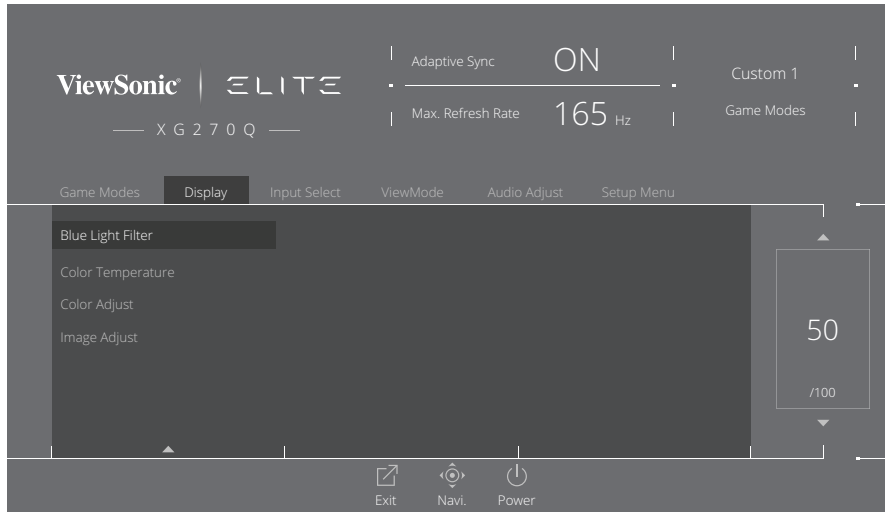 Adaptive Sync ON
ViewSonic® | ELITE
Custom 1
Max. Refresh Rate 165 Hz
Game Modes
XG270Q
Game Modes Display Input Select ViewMode Audio Adjust Setup Menu
Blue Light Filter
Color Temperature
Color Adjust
Image Adjust
50
/100
Exit Navi. Power